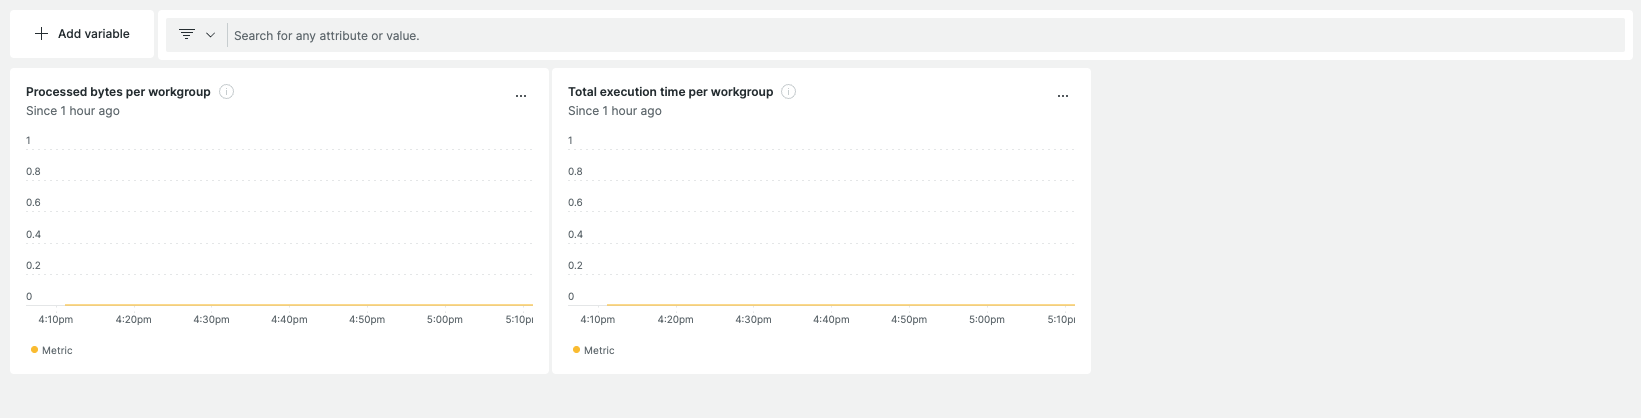 Add variable
Search for any attribute or value.
Processed bytes per workgroup
Since 1 hour ago
1
0.8
0.6
0.4
0.2
0
4:10pm 4:20pm 4:30pm 4:40pm 4:50pm 5:00pm 5:10p
Metric
Total execution time per workgroup
Since 1 hour ago
1
0.8
0.6
0.4
0.2
0
4:10pm 4:20pm 4:30pm 4:40pm 4:50pm 5:00pm 5:10p
Metric